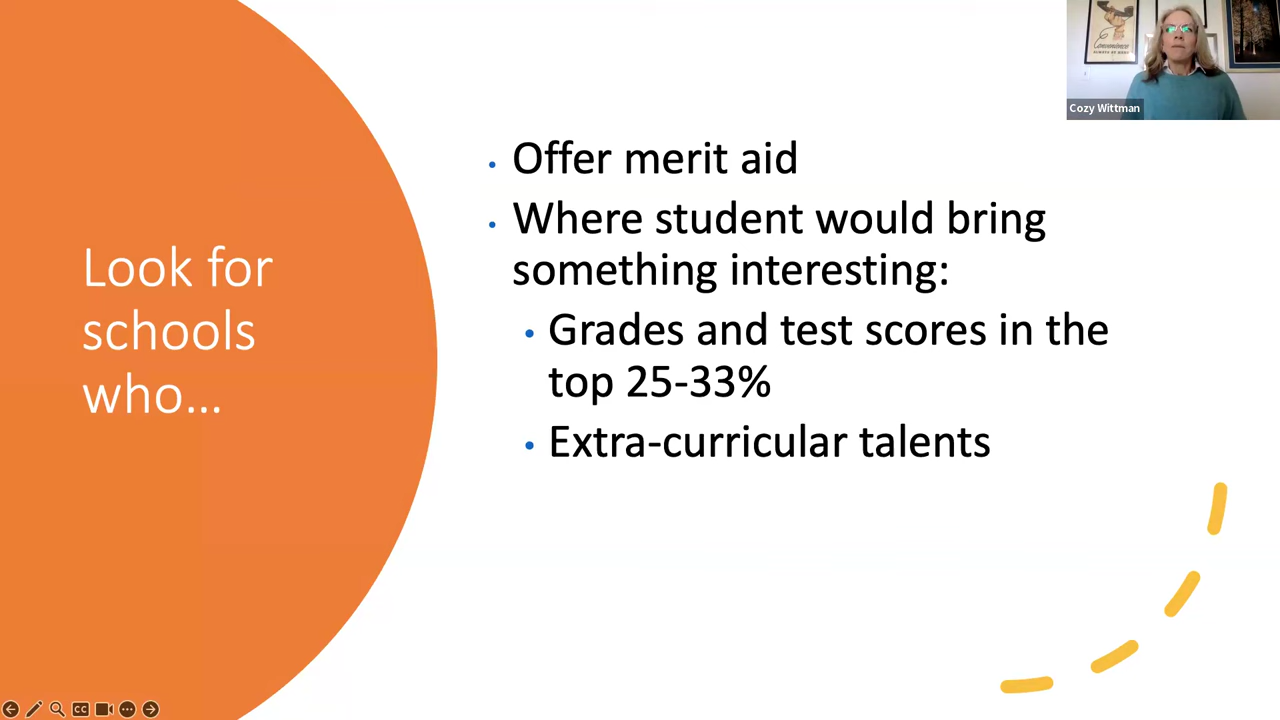 Look for
schools
who...
• Offer merit aid
• Where student would bring
something interesting:
• Grades and test scores in the
top 25-33%
• Extra-curricular talents
Cozy Wittman
CC